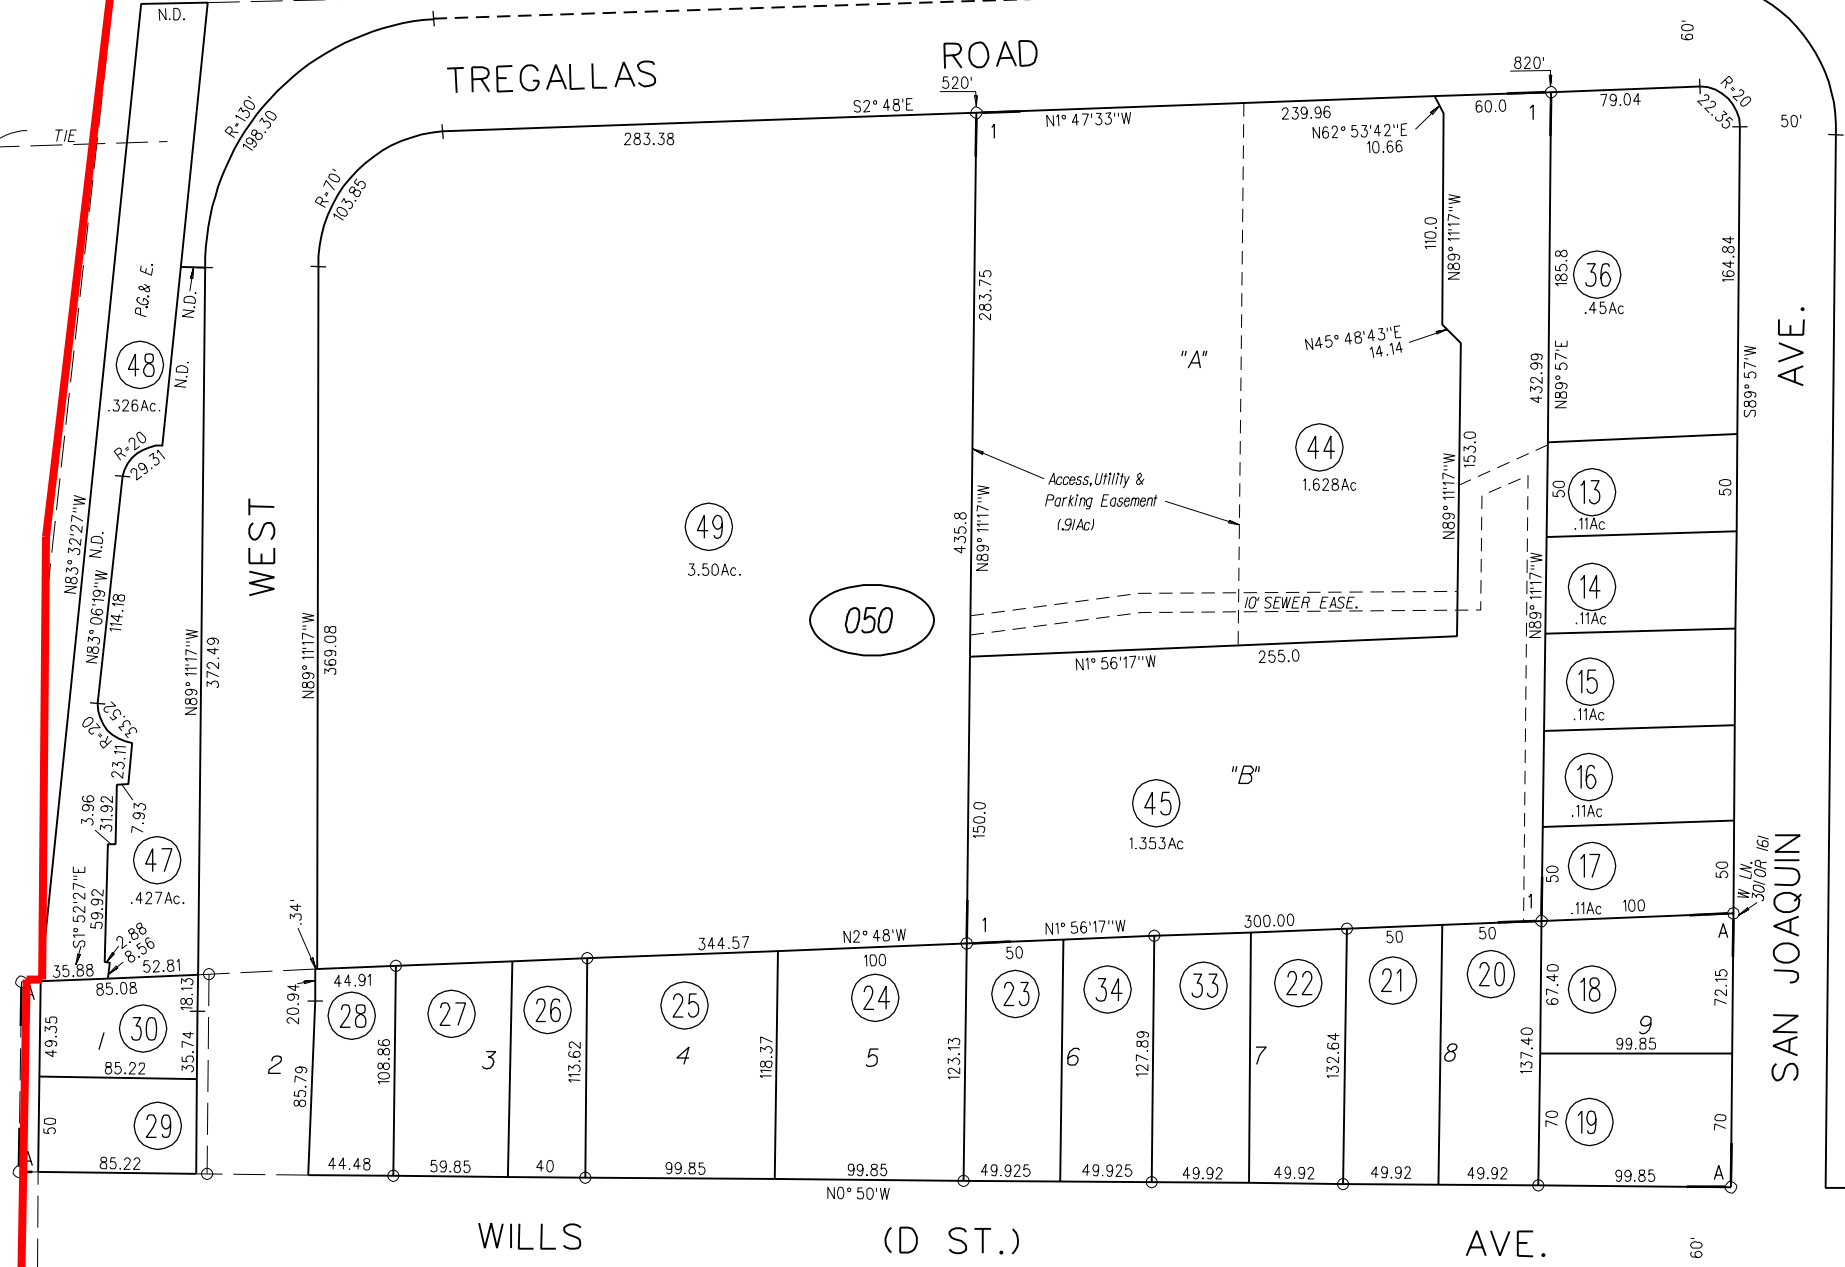 N.D.
TREGALLAS
ROAD
520'
820'
60'
R=130'
198.30
TIE
S2° 48'E
283.38
1
N1° 47'33"W
239.96
N62° 53'42"E
10.66
60.0
1
79.04
R=20
22.35
50'
R=70'
103.85
P.G.& E.
N.D.
N.D.
48
.326Ac.
R=20
29.31
283.75
110.0
N89° 11'17"W
N45° 48'43"E
14.14
"A"
185.8
36
.45Ac
164.84
432.99
N89° 57'E
S89° 57'W
AVE.
44
1.628Ac
153.0
N89° 11'17"W
Access,Utility &
Parking Easement
(.91Ac)
N83° 32'27"W
N.D.
N83° 06'19"W
114.18
WEST
49
3.50Ac.
435.8
N89° 11'17"W
050
10' SEWER EASE.
N89° 11'17"W
50
13
.11Ac
50
14
.11Ac
15
.11Ac
16
.11Ac
50
17
.11Ac
100
50
N89° 11'17"W
372.49
N89° 11'17"W
369.08
N1° 56'17"W
255.0
"B"
45
1.353Ac
150.0
33.52
R=20
23.11
3.96
31.92
7.93
47
.427Ac.
S1° 52'27"E
59.92
2.88
8.56
35.88
52.81
.34'
344.57
N2° 48'W
1
N1° 56'17"W
300.00
1
W LN.
301 OR 161
SAN JOAQUIN
A
85.08
18.13
49.35
1
30
35.74
85.22
50
29
A
85.22
20.94
2
85.79
44.91
28
108.86
44.48
27
3
59.85
26
113.62
40
25
4
118.37
99.85
100
24
5
123.13
99.85
50
23
6
49.925
34
127.89
49.925
33
7
49.92
22
132.64
49.92
50
21
8
49.92
50
20
137.40
49.92
67.40
18
9
72.15
A
99.85
70
19
70
A
99.85
N0° 50'W
WILLS
(D ST.)
AVE.
60'